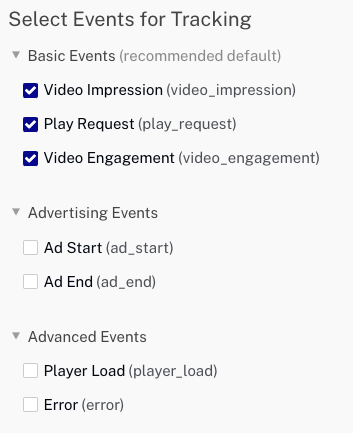 Select Events for Tracking
Basic Events (recommended default)
Video Impression (video_impression)
Play Request (play_request)
Video Engagement (video_engagement)
Advertising Events
Ad Start (ad_start)
Ad End (ad_end)
Advanced Events
Player Load (player_load)
Error (error)